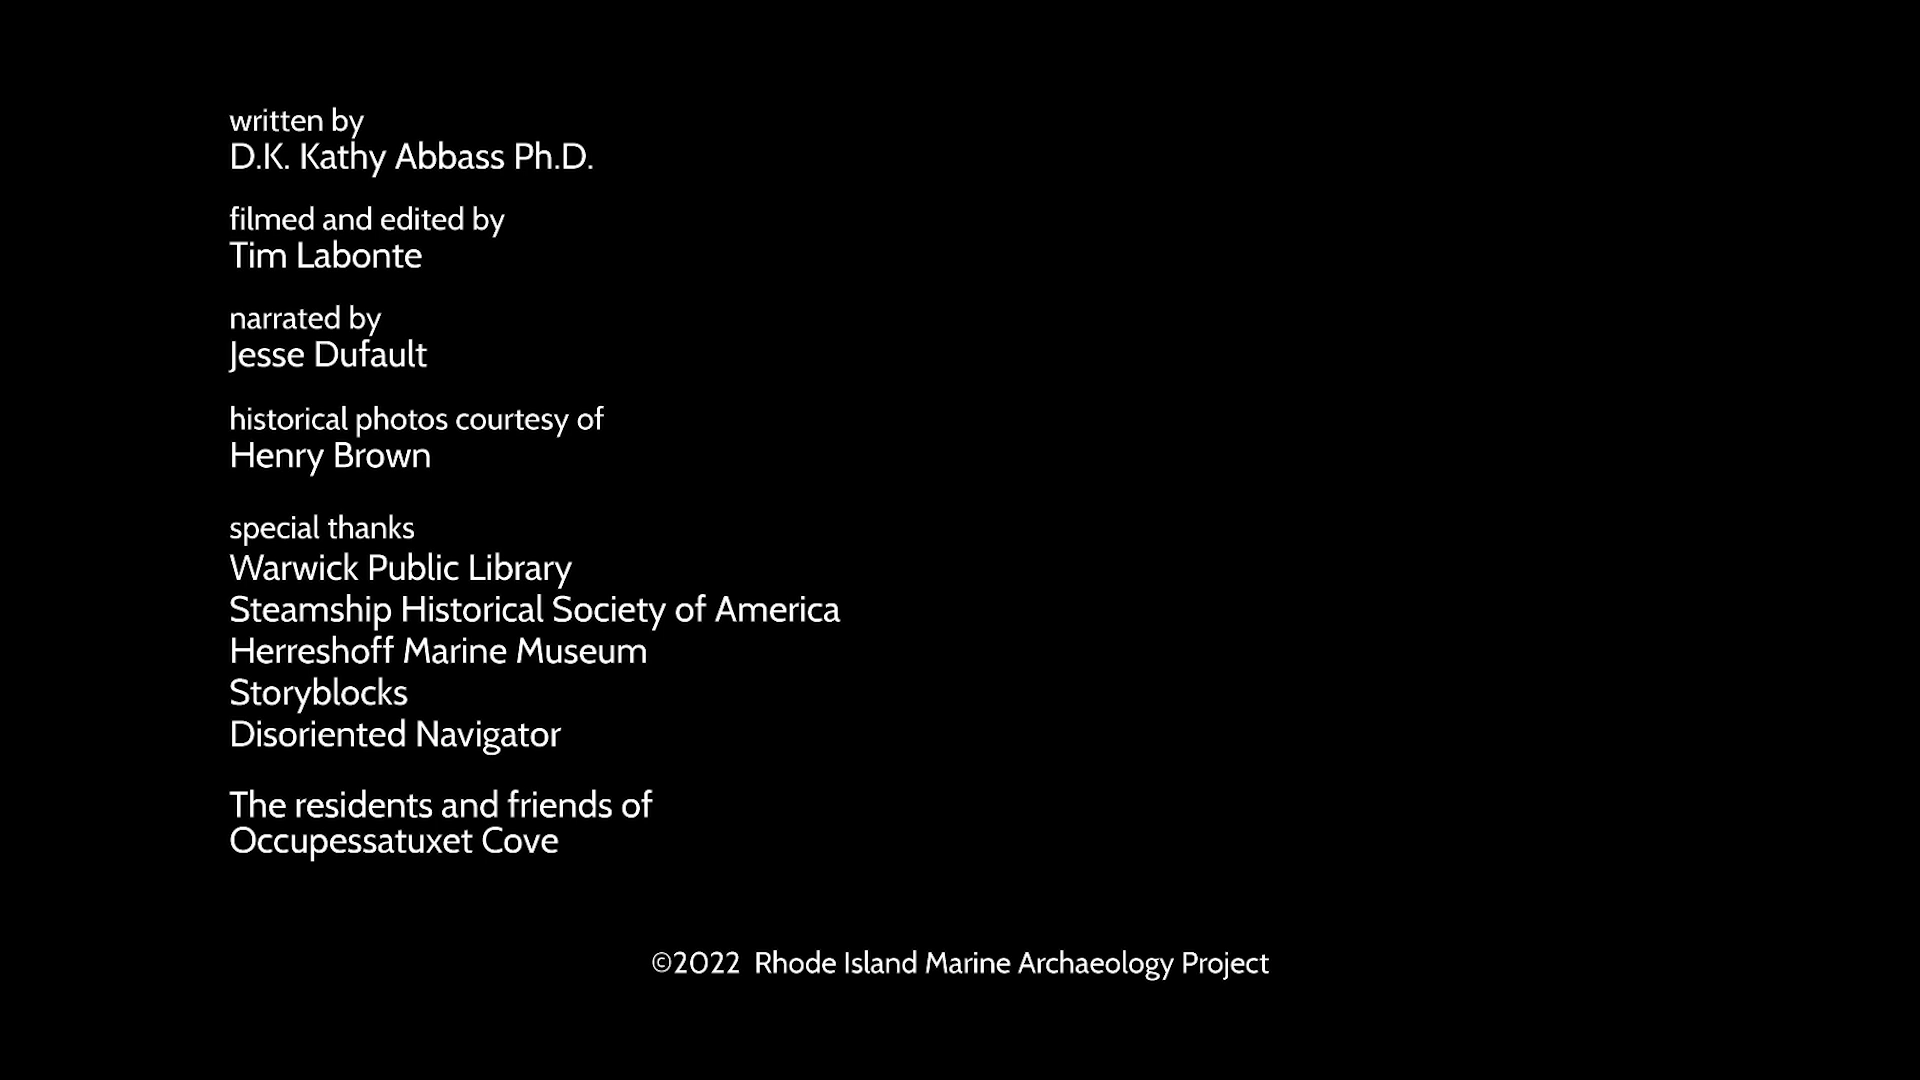 written by
D.K. Kathy Abbass Ph.D.
filmed and edited by
Tim Labonte
narrated by
Jesse Dufault
historical photos courtesy of
Henry Brown
special thanks
Warwick Public Library
Steamship Historical Society of America
Herreshoff Marine Museum
Storyblocks
Disoriented Navigator
The residents and friends of
Occupessatuxet Cove
©2022 Rhode Island Marine Archaeology Project